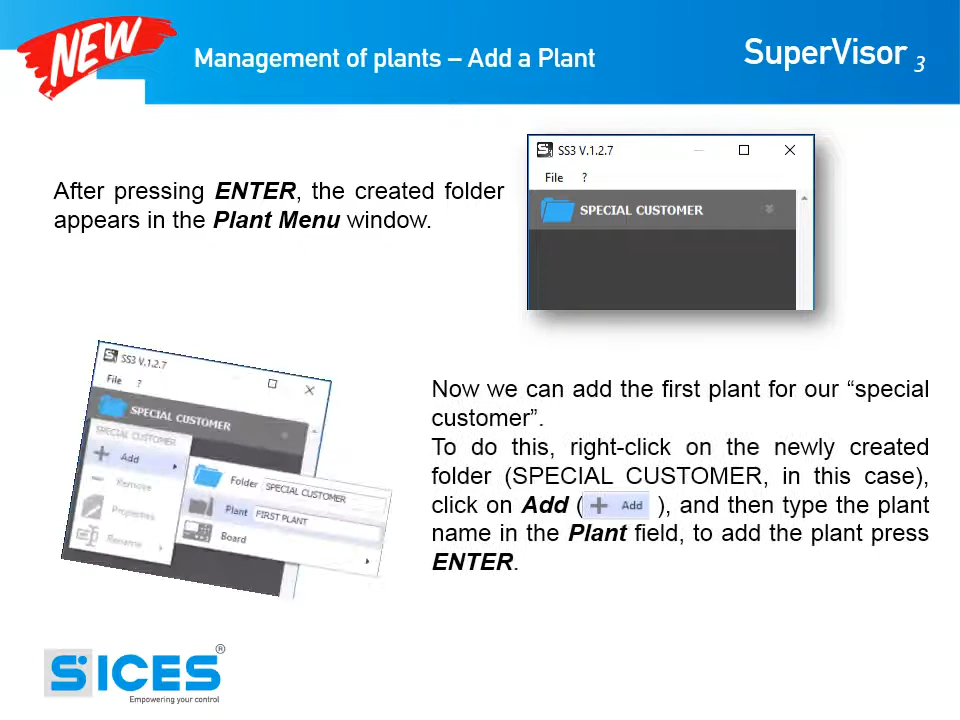 NEW
Management of plants – Add a Plant
SuperVisor 3
After pressing ENTER, the created folder
appears in the Plant Menu window.
SS3 V.1.2.7
File ?
SPECIAL CUSTOMER
SS3 V.1.2.7
File ?
SPECIAL CUSTOMER
SPECIAL CUSTOMER
Add
Remove
Properties
Rename
Folder SPECIAL CUSTOMER
Plant FIRST PLANT
Board
Now we can add the first plant for our “special
customer”.
To do this, right-click on the newly created
folder (SPECIAL CUSTOMER, in this case),
click on Add ( + Add ), and then type the plant
name in the Plant field, to add the plant press
ENTER.
SICES®
Empowering your control